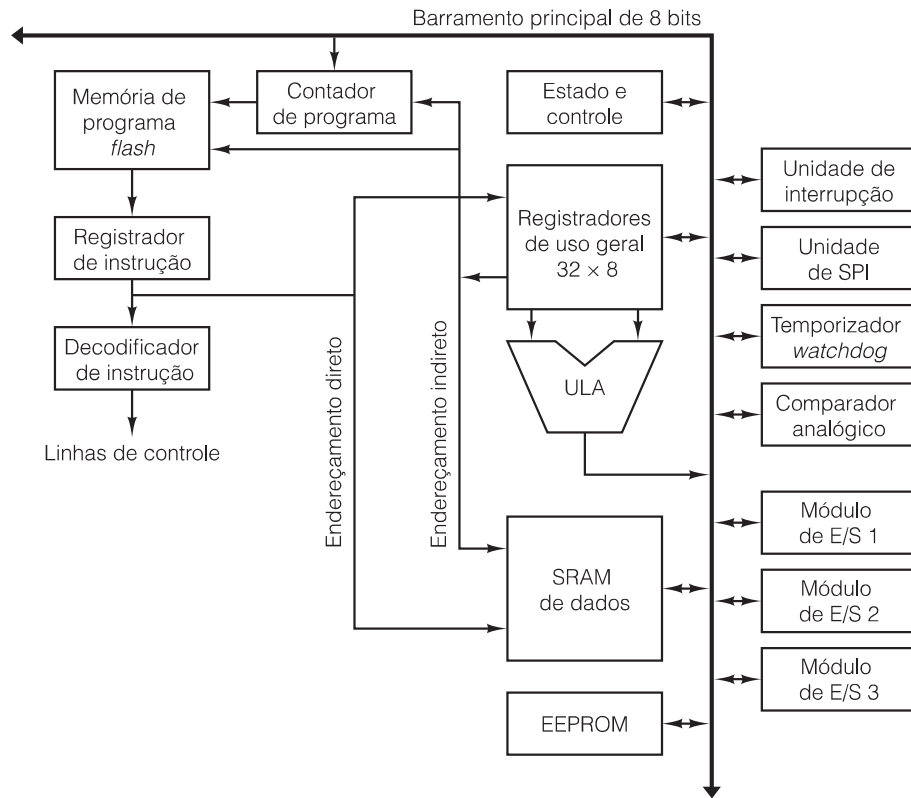 Barramento principal de 8 bits
Memória de
programa
flash
Contador
de programa
Estado e
controle
Unidade de
interrupção
Registrador
de instrução
Registradores
de uso geral
32 × 8
Unidade
de SPI
Decodificador
de instrução
Temporizador
watchdog
ULA
Comparador
analógico
Linhas de controle
Endereçamento direto
Endereçamento indireto
Módulo
de E/S 1
SRAM
de dados
Módulo
de E/S 2
Módulo
de E/S 3
EEPROM